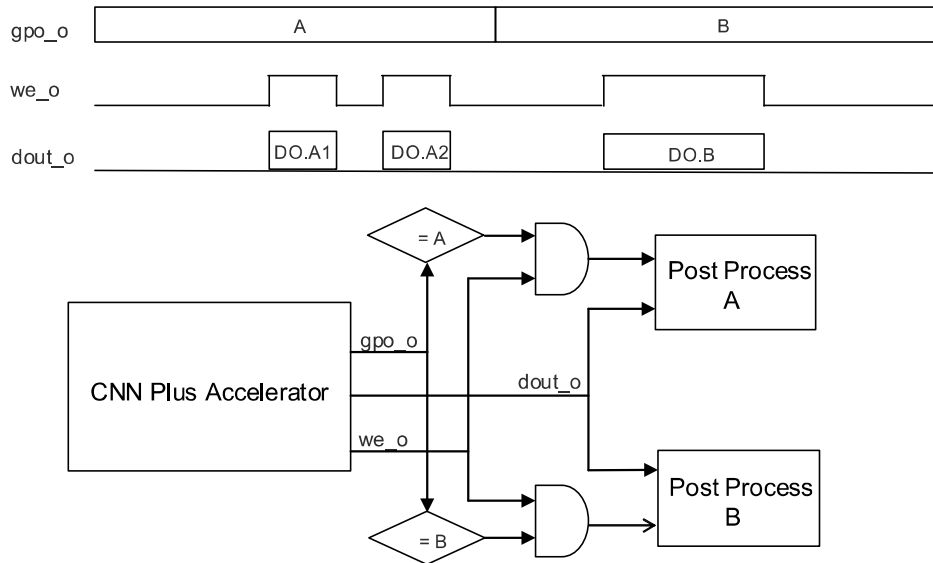 gpo_o
A
B
we_o
dout_o
DO.A1
DO.A2
DO.B
= A
Post Process
A
gpo_o
CNN Plus Accelerator
dout_o
we_o
Post Process
B
= B